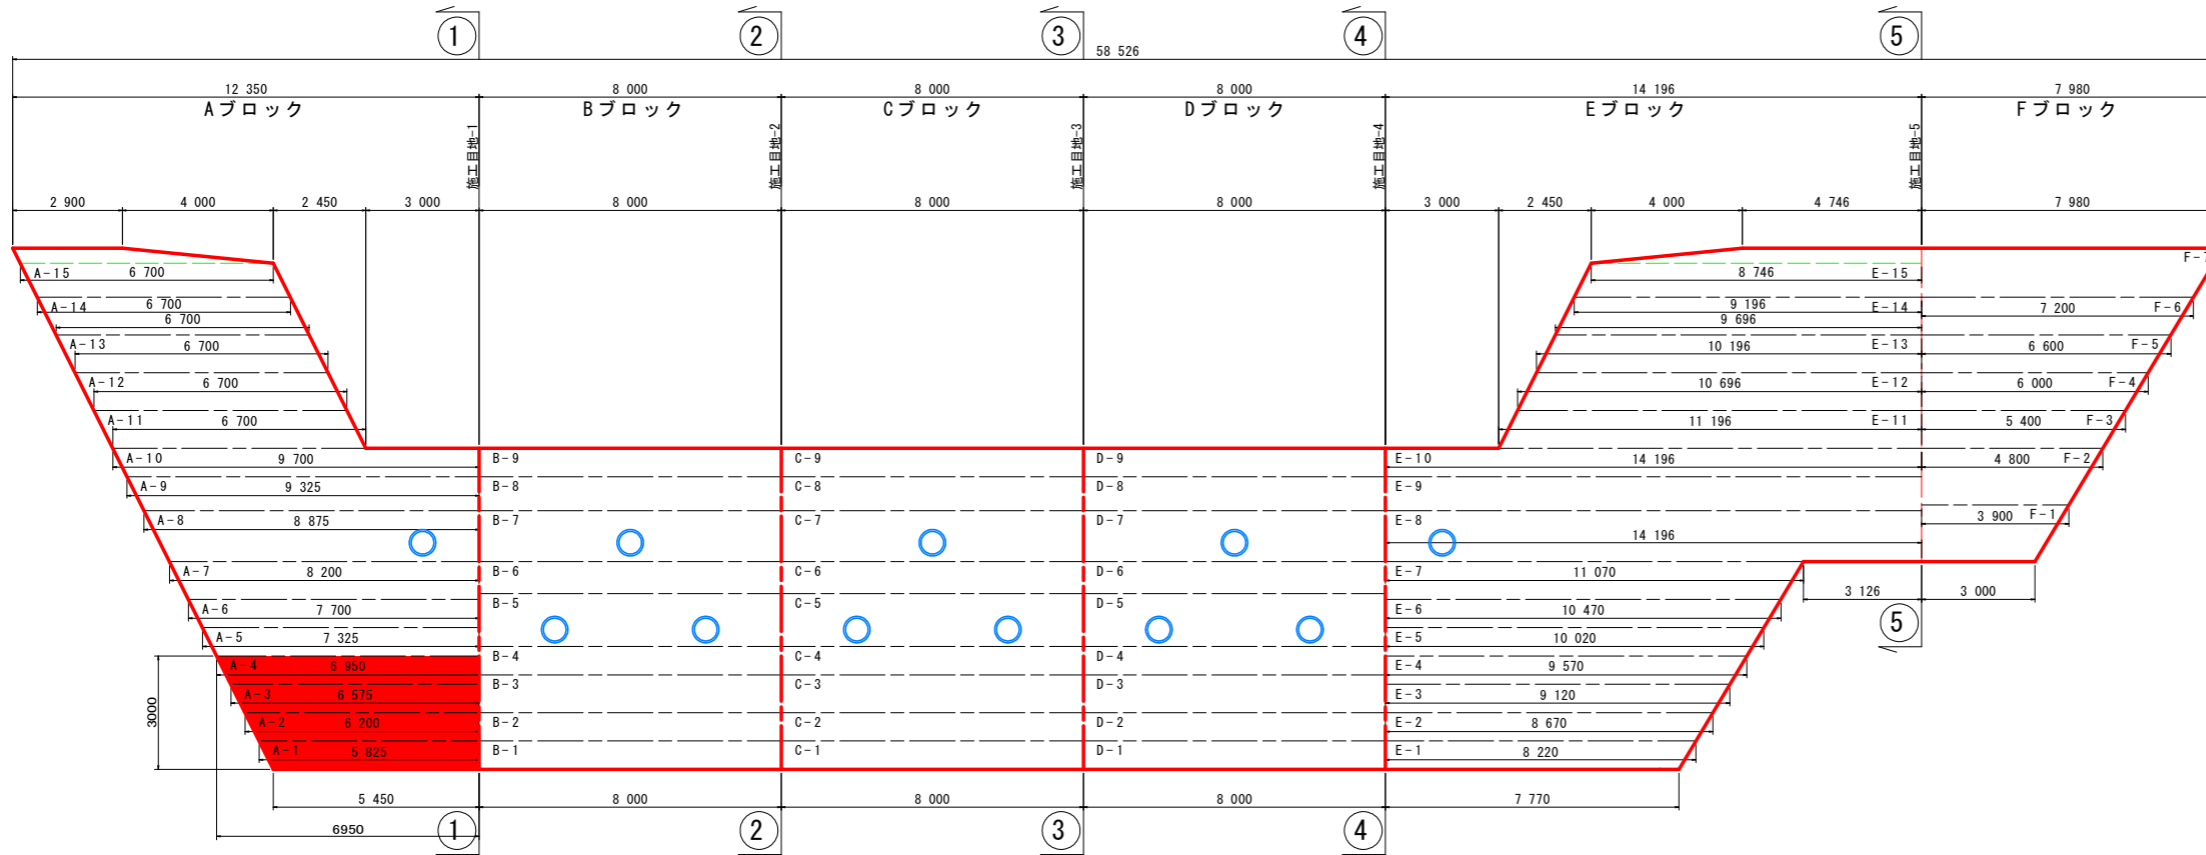 1 2 3 4 5
58 526
12 350 8 000 8 000 8 000 14 196 7 980
Aブロック Bブロック Cブロック Dブロック Eブロック Fブロック
施工目地-1 施工目地-2 施工目地-3 施工目地-4 施工目地-5
2 900 4 000 2 450 3 000 8 000 8 000 8 000 3 000 2 450 4 000 4 746 7 980
F-7
A-15 6 700 8 746 E-15
A-14 6 700 9 196 E-14 7 200 F-6
6 700 9 696
A-13 6 700 10 196 E-13 6 600 F-5
A-12 6 700 10 696 E-12 6 000 F-4
A-11 6 700 11 196 E-11 5 400 F-3
A-10 9 700 B-9 C-9 D-9 E-10 14 196 4 800 F-2
A-9 9 325 B-8 C-8 D-8 E-9
A-8 8 875 B-7 C-7 D-7 E-8 3 900 F-1
14 196
A-7 8 200 B-6 C-6 D-6 E-7 11 070
A-6 7 700 B-5 C-5 D-5 E-6 10 470 3 126 3 000
A-5 7 325 E-5 10 020 5
A-4 6 950 B-4 C-4 D-4 E-4 9 570
A-3 6 575 B-3 C-3 D-3 E-3 9 120
3000
A-2 6 200 B-2 C-2 D-2 E-2 8 670
A-1 5 825 B-1 C-1 D-1 E-1 8 220
5 450 8 000 8 000 8 000 7 770
6950 1 2 3 4